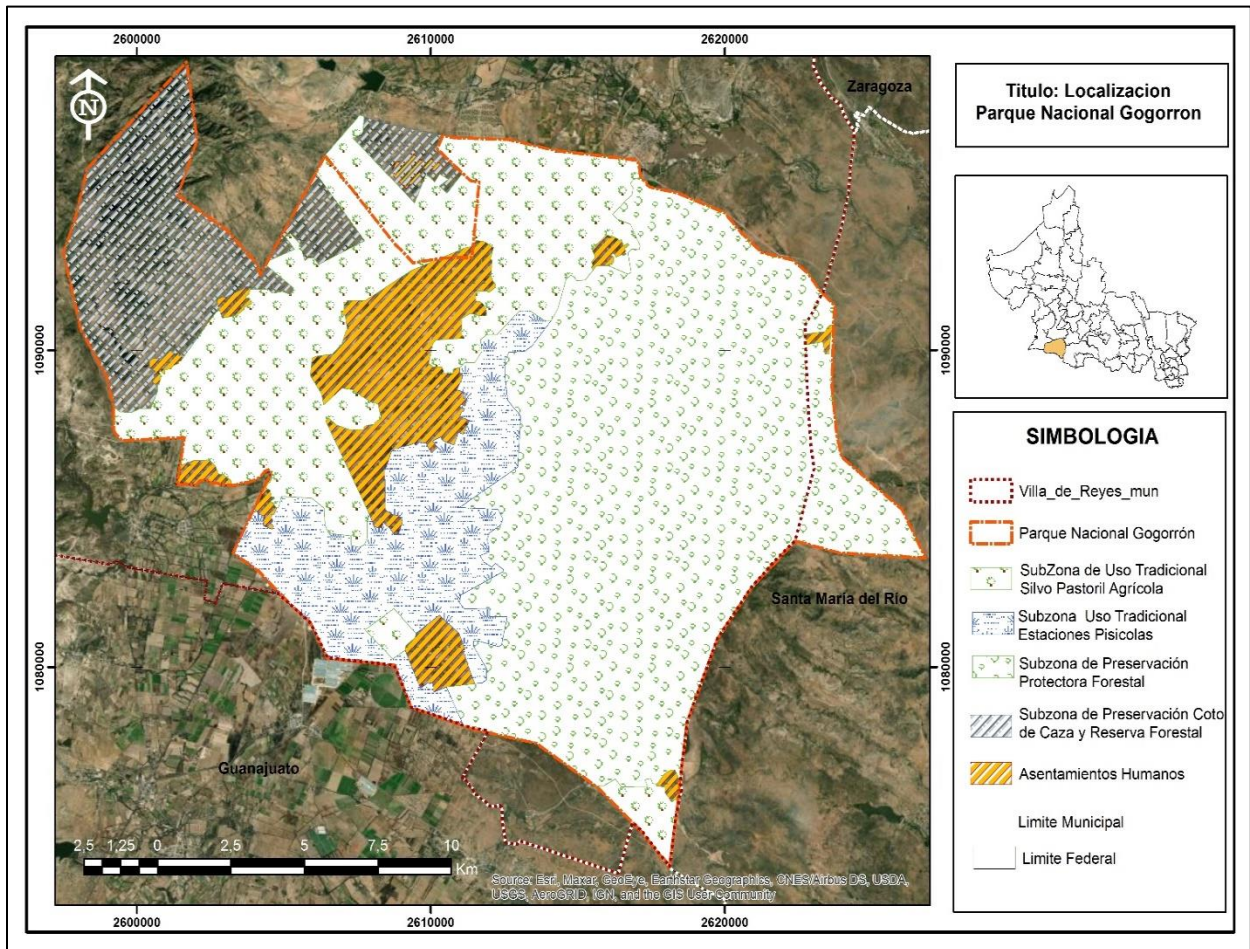 2600000
2610000
2620000
Titulo: Localizacion
Parque Nacional Gogorron
N
Zaragoza
1090000
1090000
SIMBOLOGIA
Villa_de_Reyes_mun
Parque Nacional Gogorrón
SubZona de Uso Tradicional
Silvo Pastoril Agrícola
Subzona Uso Tradicional
Estaciones Pisicolas
Subzona de Preservación
Protectora Forestal
Subzona de Preservación Coto
de Caza y Reserva Forestal
Asentamientos Humanos
Limite Municipal
Limite Federal
Santa Maria del Rio
1080000
1080000
Guanajuato
2,5 1,25 0 2,5 5 7,5 10
Km
Source: Esri, Maxar, GeoEye, Earthstar Geographics, CNES/Airbus DS, USDA,
USGS, AeroGRID, IGN, and the GIS User Community
2600000
2610000
2620000